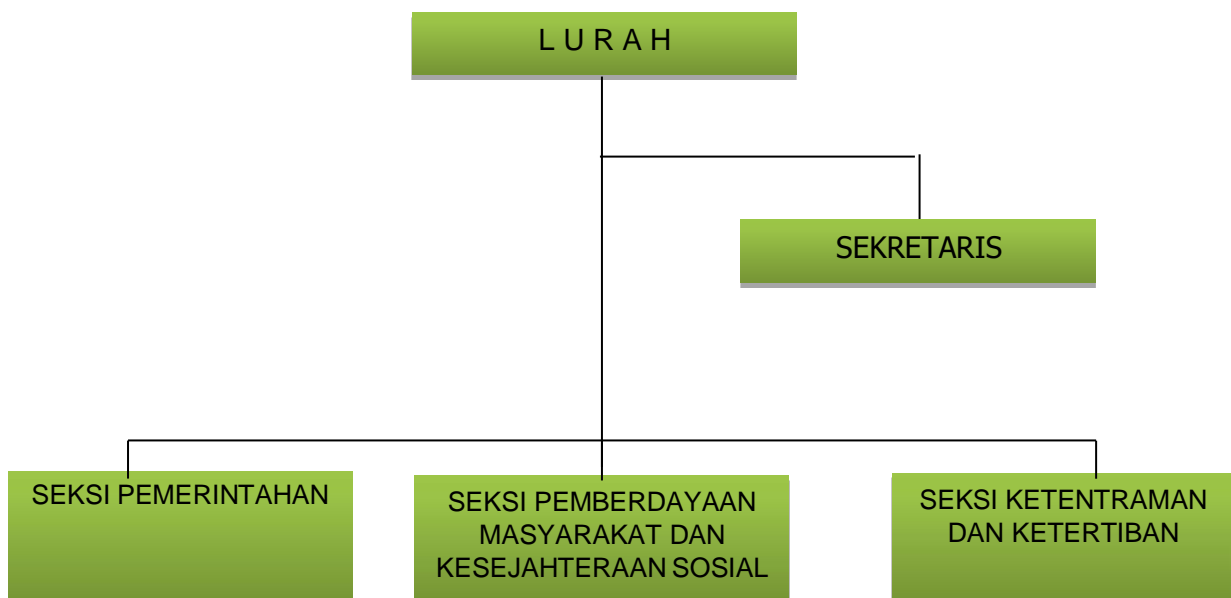 L U R A H
SEKRETARIS
SEKSI PEMERINTAHAN
SEKSI PEMBERDAYAAN
MASYARAKAT DAN
KESEJAHTERAAN SOSIAL
SEKSI KETENTRAMAN
DAN KETERTIBAN